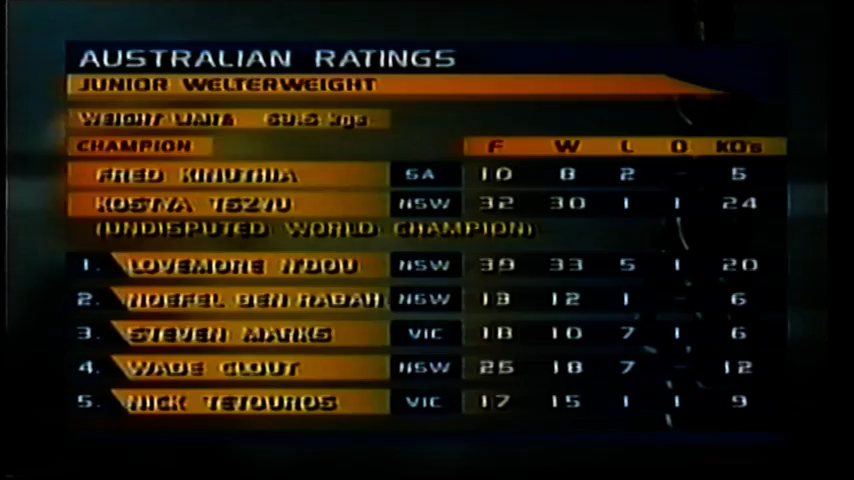 AUSTRALIAN RATINGS
JUNIOR WELTERWEIGHT
WEIGHT LIMIT 63.5 kgs
CHAMPION F W L D KO's
FRED KINUTHIA SA 10 8 2 - 5
KOSTYA TSZYU NSW 32 30 1 1 24
(UNDISPUTED WORLD CHAMPION)
1. LOVEMORE N'DOU NSW 39 33 5 1 20
2. NOEFEL BEN RABAH NSW 13 12 1 - 6
3. STEVEN MARKS VIC 18 10 7 1 6
4. WADE CLOUT NSW 25 18 7 12
5. NICK TETOUROS VIC 17 15 1 1 9